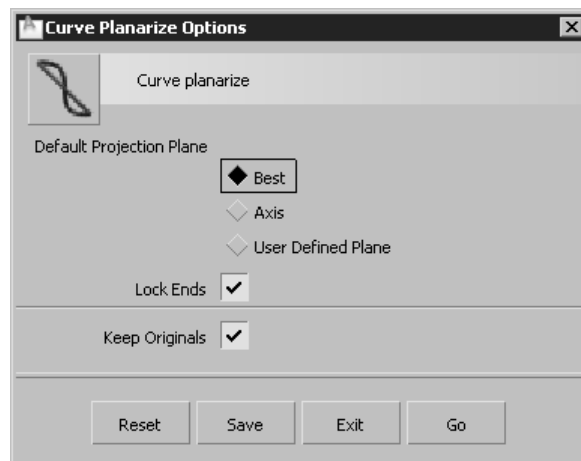 Curve Planarize Options
Curve planarize
Default Projection Plane
Best
Axis
User Defined Plane
Lock Ends
Keep Originals
Reset Save Exit Go